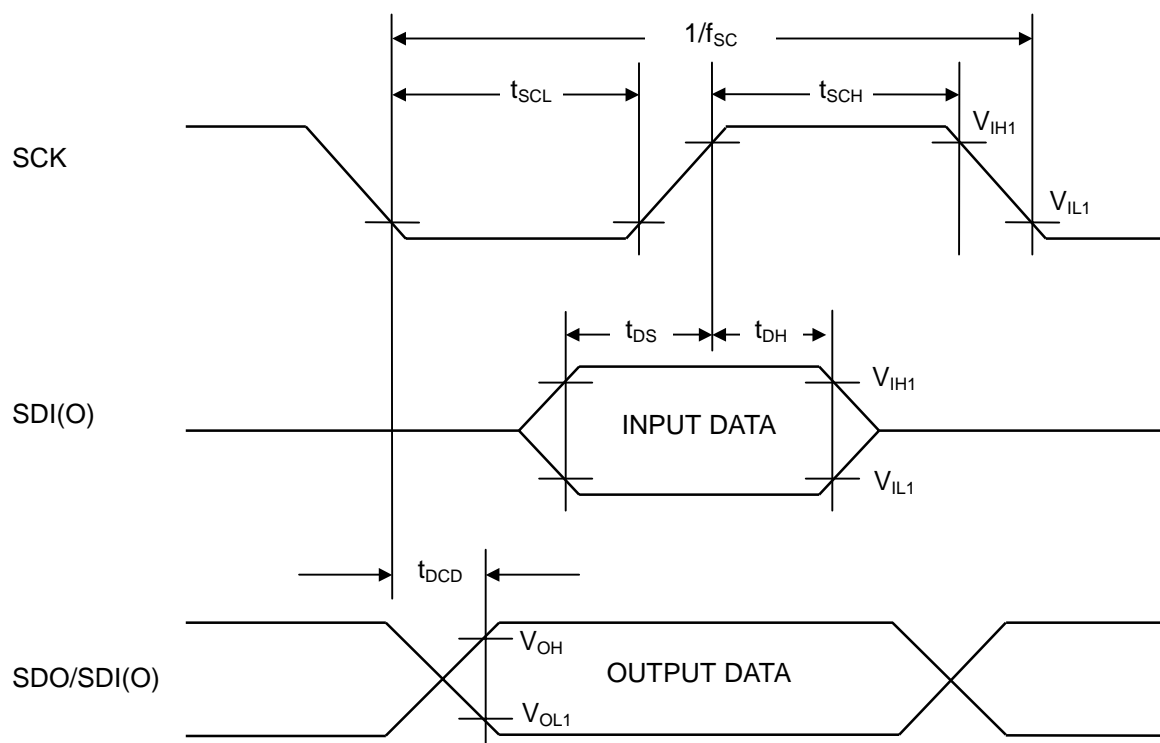 1/fSC
tSCL
tSCH
SCK
VIH1
VIL1
tDS
tDH
SDI(O)
VIH1
INPUT DATA
VIL1
tDCD
VOH
SDO/SDI(O)
OUTPUT DATA
VOL1